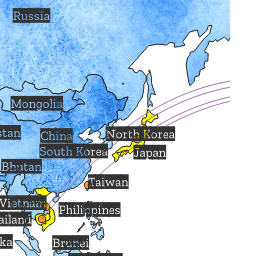 Russia
Mongolia
stan
China
North Korea
South Korea
Japan
Bhutan
Taiwan
Vietnam
Philippines
ailand
ka
Brunei